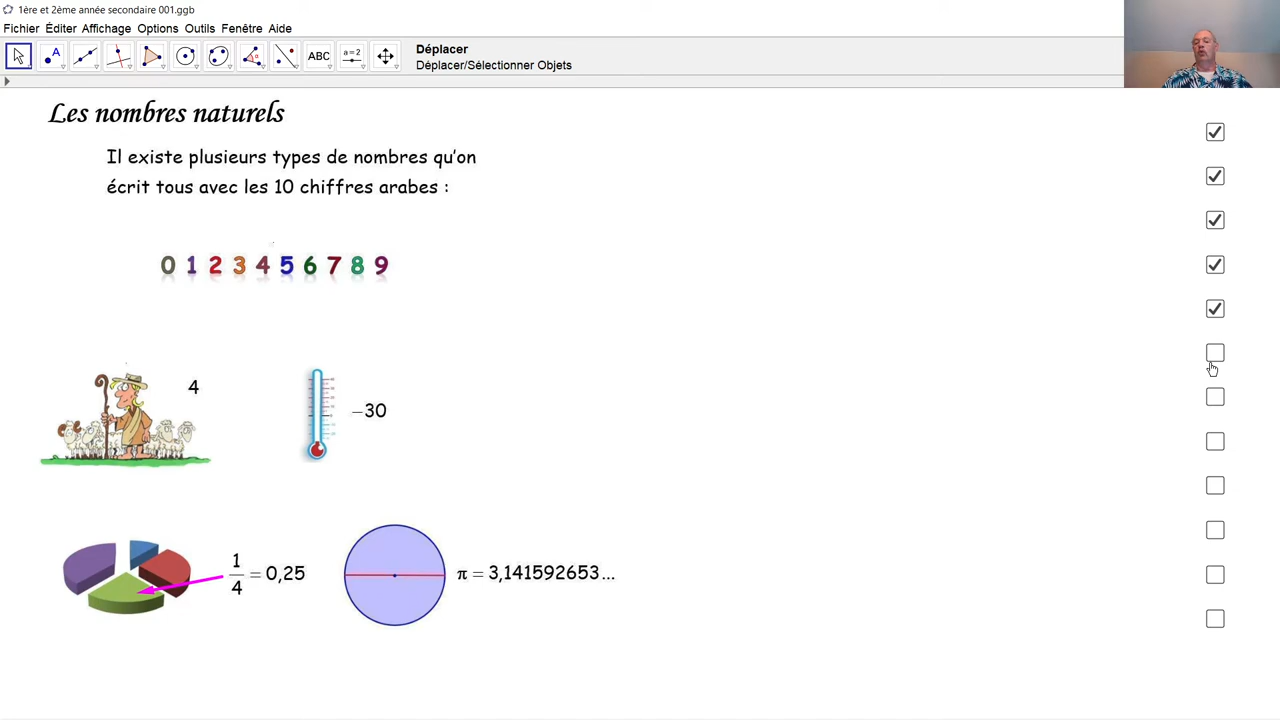 1ère et 2ème année secondaire 001.ggb
Fichier Éditer Affichage Options Outils Fenêtre Aide
A
ABC
a=2
Déplacer
Déplacer/Sélectionner Objets
Les nombres naturels
Il existe plusieurs types de nombres qu'on
écrit tous avec les 10 chiffres arabes :
0 1 2 3 4 5 6 7 8 9
4
−30
1/4 = 0,25
π = 3,141592653...